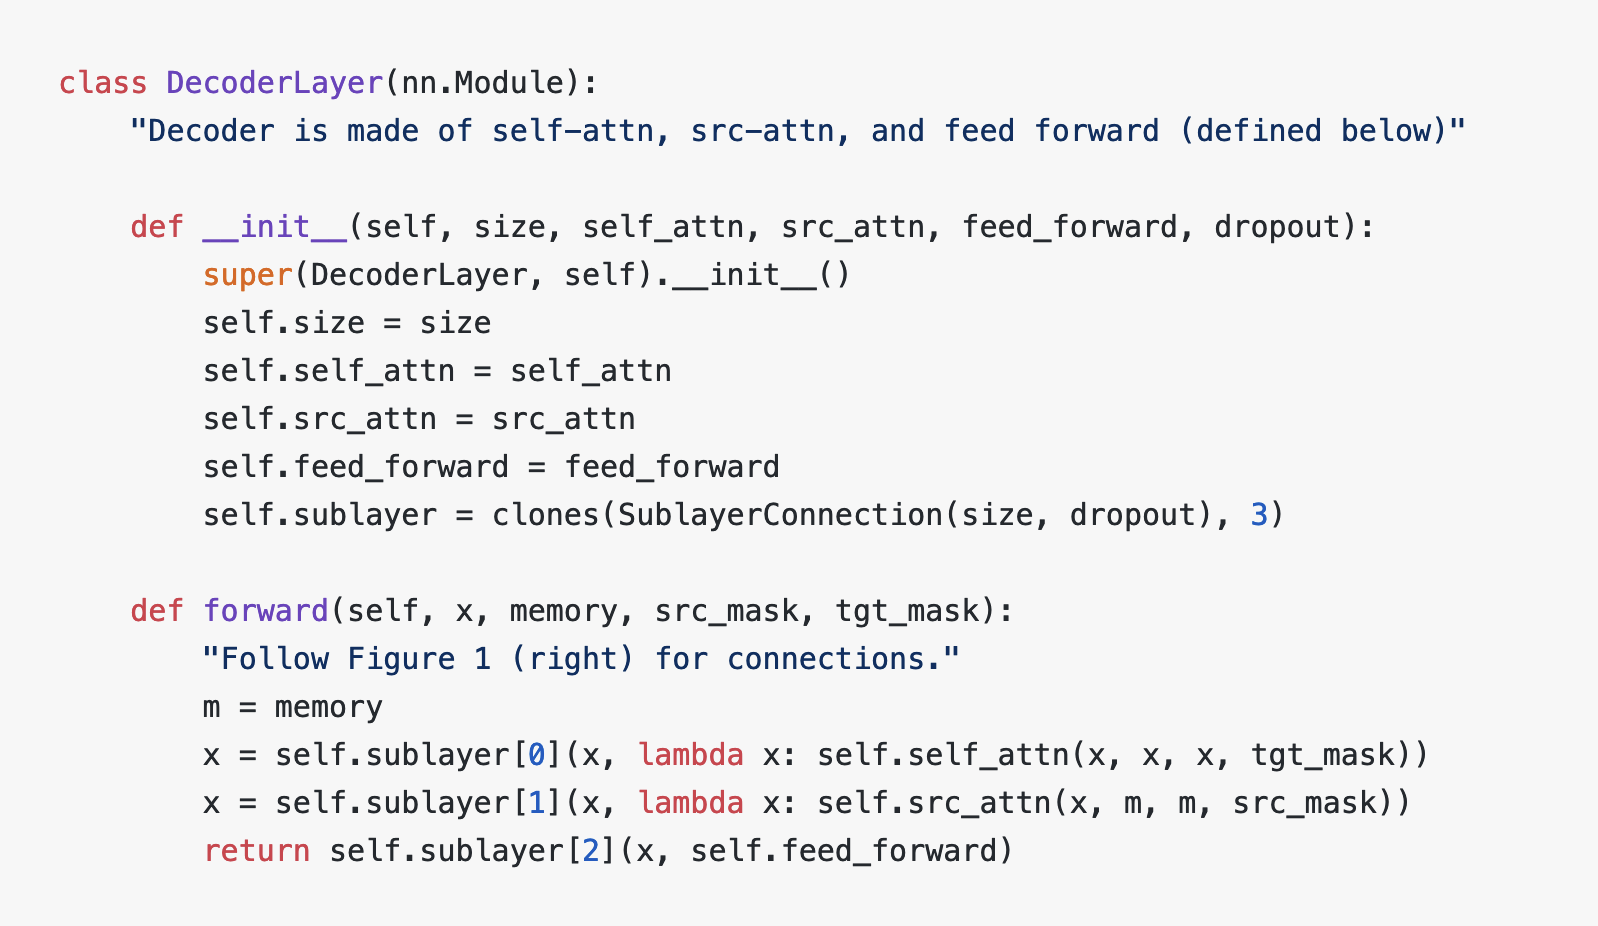 class DecoderLayer(nn.Module):
    "Decoder is made of self-attn, src-attn, and feed forward (defined below)"

    def __init__(self, size, self_attn, src_attn, feed_forward, dropout):
        super(DecoderLayer, self).__init__()
        self.size = size
        self.self_attn = self_attn
        self.src_attn = src_attn
        self.feed_forward = feed_forward
        self.sublayer = clones(SublayerConnection(size, dropout), 3)

    def forward(self, x, memory, src_mask, tgt_mask):
        "Follow Figure 1 (right) for connections."
        m = memory
        x = self.sublayer[0](x, lambda x: self.self_attn(x, x, x, tgt_mask))
        x = self.sublayer[1](x, lambda x: self.src_attn(x, m, m, src_mask))
        return self.sublayer[2](x, self.feed_forward)